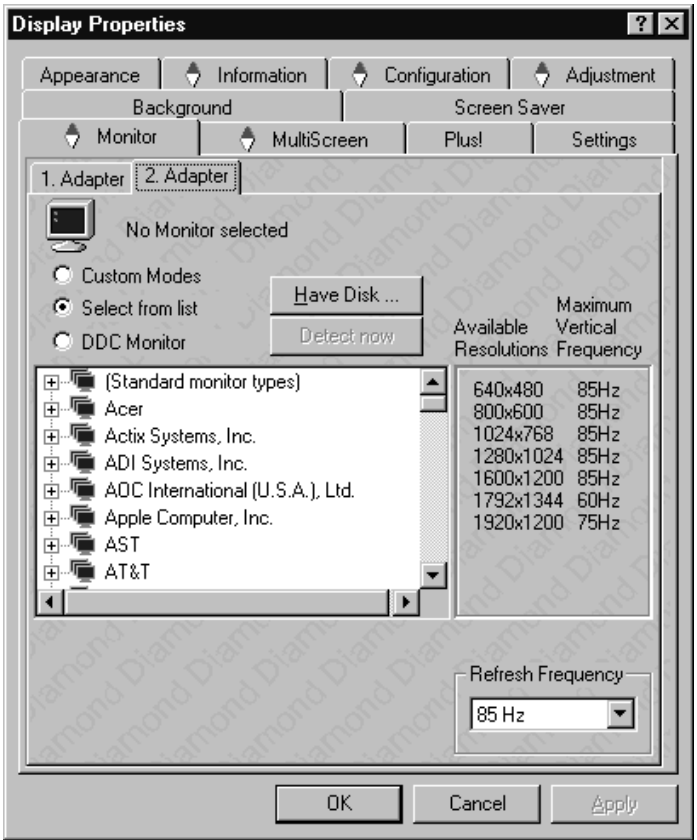 Display Properties
Appearance Information Configuration Adjustment
Background Screen Saver
Monitor MultiScreen Plus! Settings
1. Adapter 2. Adapter
No Monitor selected
Custom Modes
Select from list
DDC Monitor
Have Disk ...
Detect now
Available Resolutions
Maximum Vertical Frequency
(Standard monitor types)
Acer
Actix Systems, Inc.
ADI Systems, Inc.
AOC International (U.S.A.), Ltd.
Apple Computer, Inc.
AST
AT&T
640x480 85Hz
800x600 85Hz
1024x768 85Hz
1280x1024 85Hz
1600x1200 85Hz
1792x1344 60Hz
1920x1200 75Hz
Refresh Frequency
85 Hz
OK Cancel Apply